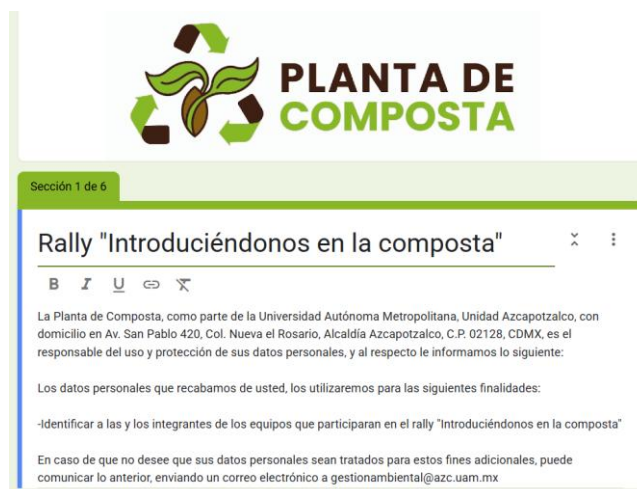 PLANTA DE
COMPOSTA
Sección 1 de 6
Rally "Introduciéndonos en la composta"
B I U
La Planta de Composta, como parte de la Universidad Autónoma Metropolitana, Unidad Azcapotzalco, con
domicilio en Av. San Pablo 420, Col. Nueva el Rosario, Alcaldía Azcapotzalco, C.P. 02128, CDMX, es el
responsable del uso y protección de sus datos personales, y al respecto le informamos lo siguiente:
Los datos personales que recabamos de usted, los utilizaremos para las siguientes finalidades:
-Identificar a las y los integrantes de los equipos que participaran en el rally "Introduciéndonos en la composta"
En caso de que no desee que sus datos personales sean tratados para estos fines adicionales, puede
comunicar lo anterior, enviando un correo electrónico a gestionambiental@azc.uam.mx